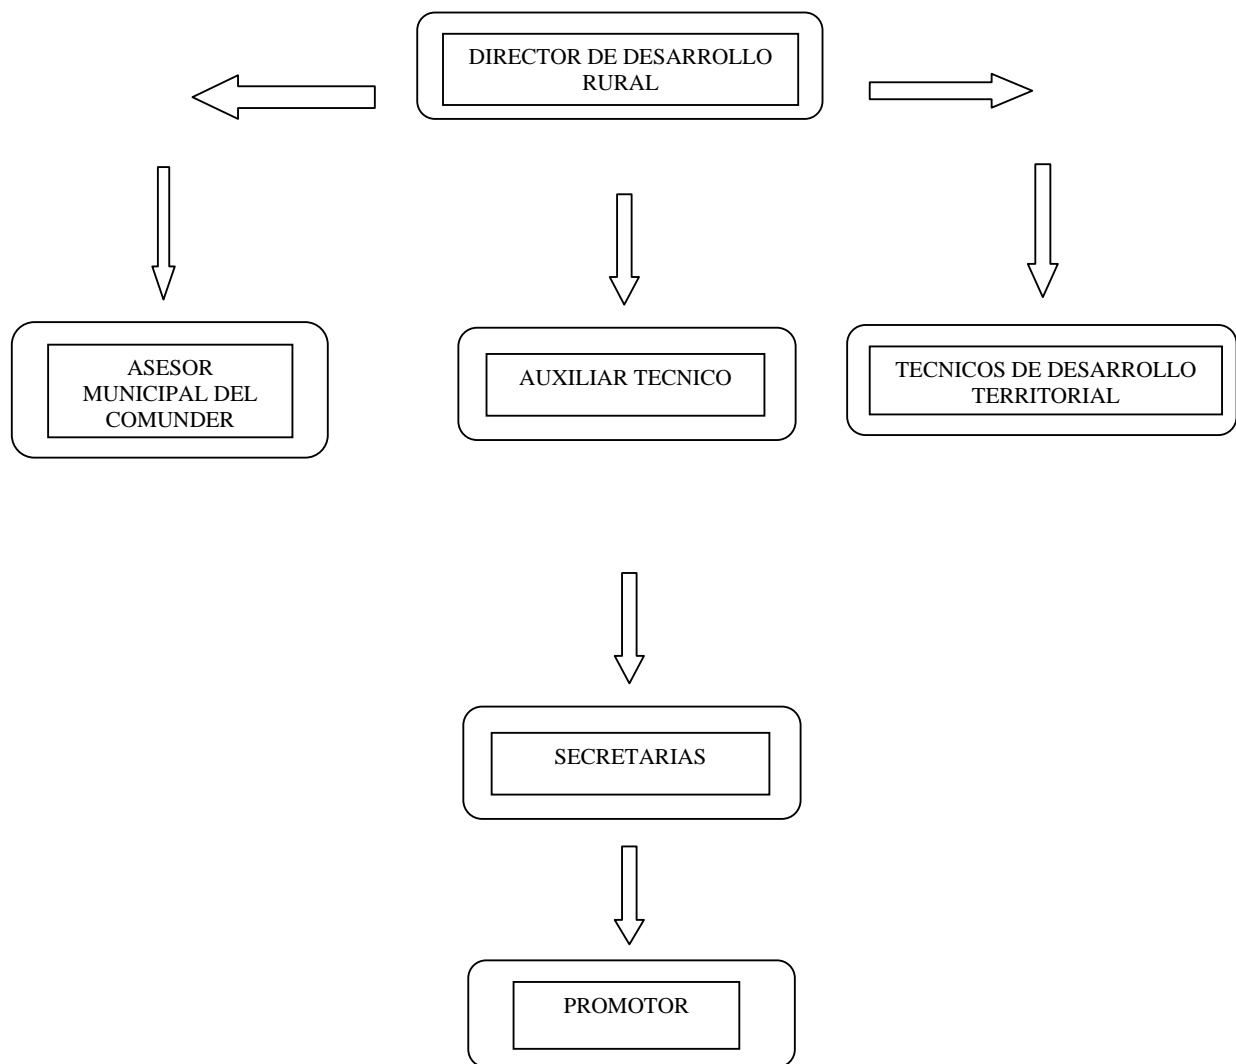 DIRECTOR DE DESARROLLO
RURAL
ASESOR
MUNICIPAL DEL
COMUNDER
AUXILIAR TECNICO
TECNICOS DE DESARROLLO
TERRITORIAL
SECRETARIAS
PROMOTOR